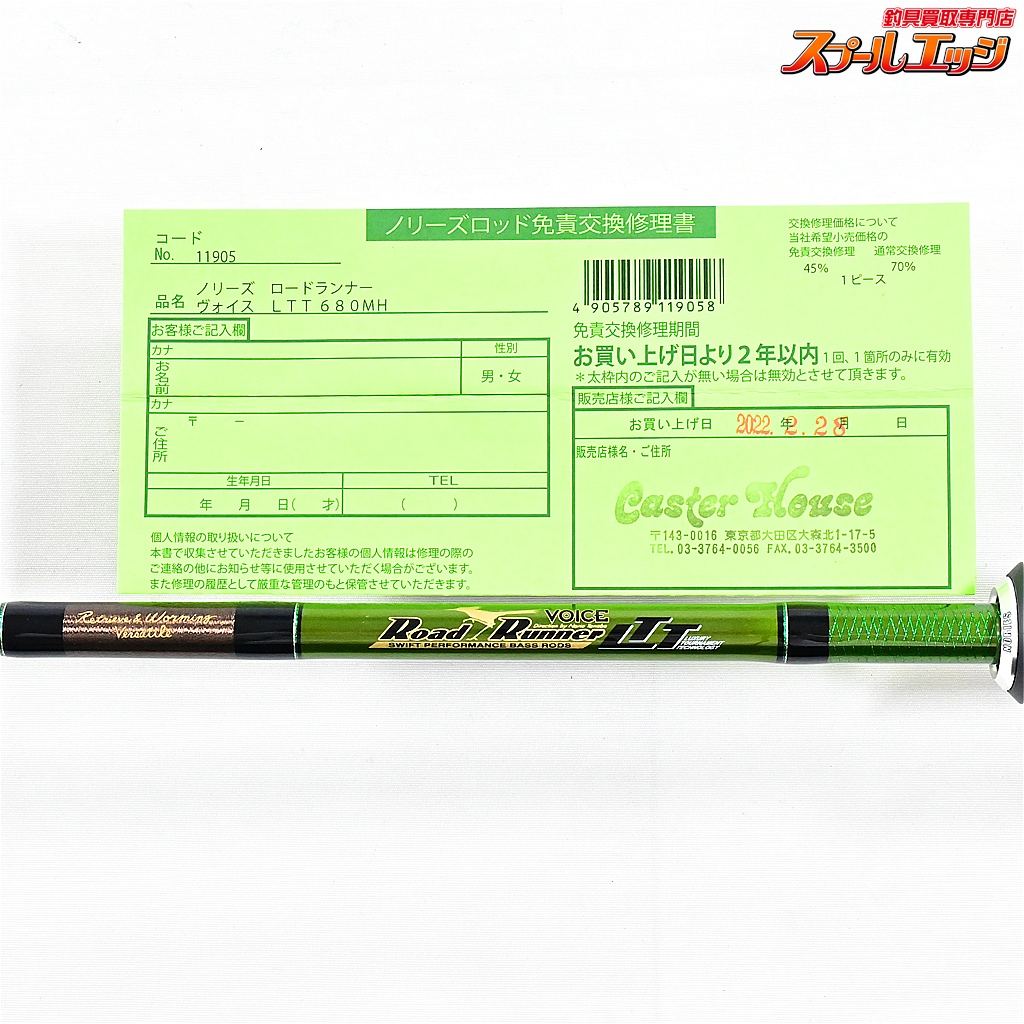 釣具買取専門店
スプールエッジ
ノリーズロッド免責交換修理書
コード
No. 11905
品名 ノリーズ ロードランナー
ヴォイス ＬＴＴ６８０ＭＨ
お客様ご記入欄
カナ
性別
お名前
男・女
カナ
〒 －
ご住所
生年月日 TEL
年 月 日( 才) ( )
個人情報の取り扱いについて
本書で収集させていただきましたお客様の個人情報は修理の際の
ご連絡の他にお知らせ等に使用させていただく場合がございます。
また修理の履歴として厳重な管理のもと保管させていただきます。
交換修理価格について
当社希望小売価格の
免責交換修理 通常交換修理
45% 70%
1ピース
4 905789 119058
免責交換修理期間
お買い上げ日より２年以内 1回、1箇所のみに有効
＊太枠内のご記入が無い場合は無効とさせて頂きます。
販売店様ご記入欄
お買い上げ日 2022. 年 2. 28 月 日
販売店様名・ご住所
Caster House
〒143-0016 東京都大田区大森北1-17-5
TEL.03-3764-0056 FAX.03-3764-3500
Retrieve & Worming
Versatile
VOICE
Direction by Norio Tanabe
Road Runner
SWIFT PERFORMANCE BASS RODS
LTT
LUXURY
TOURNAMENT
TECHNOLOGY
NORIES